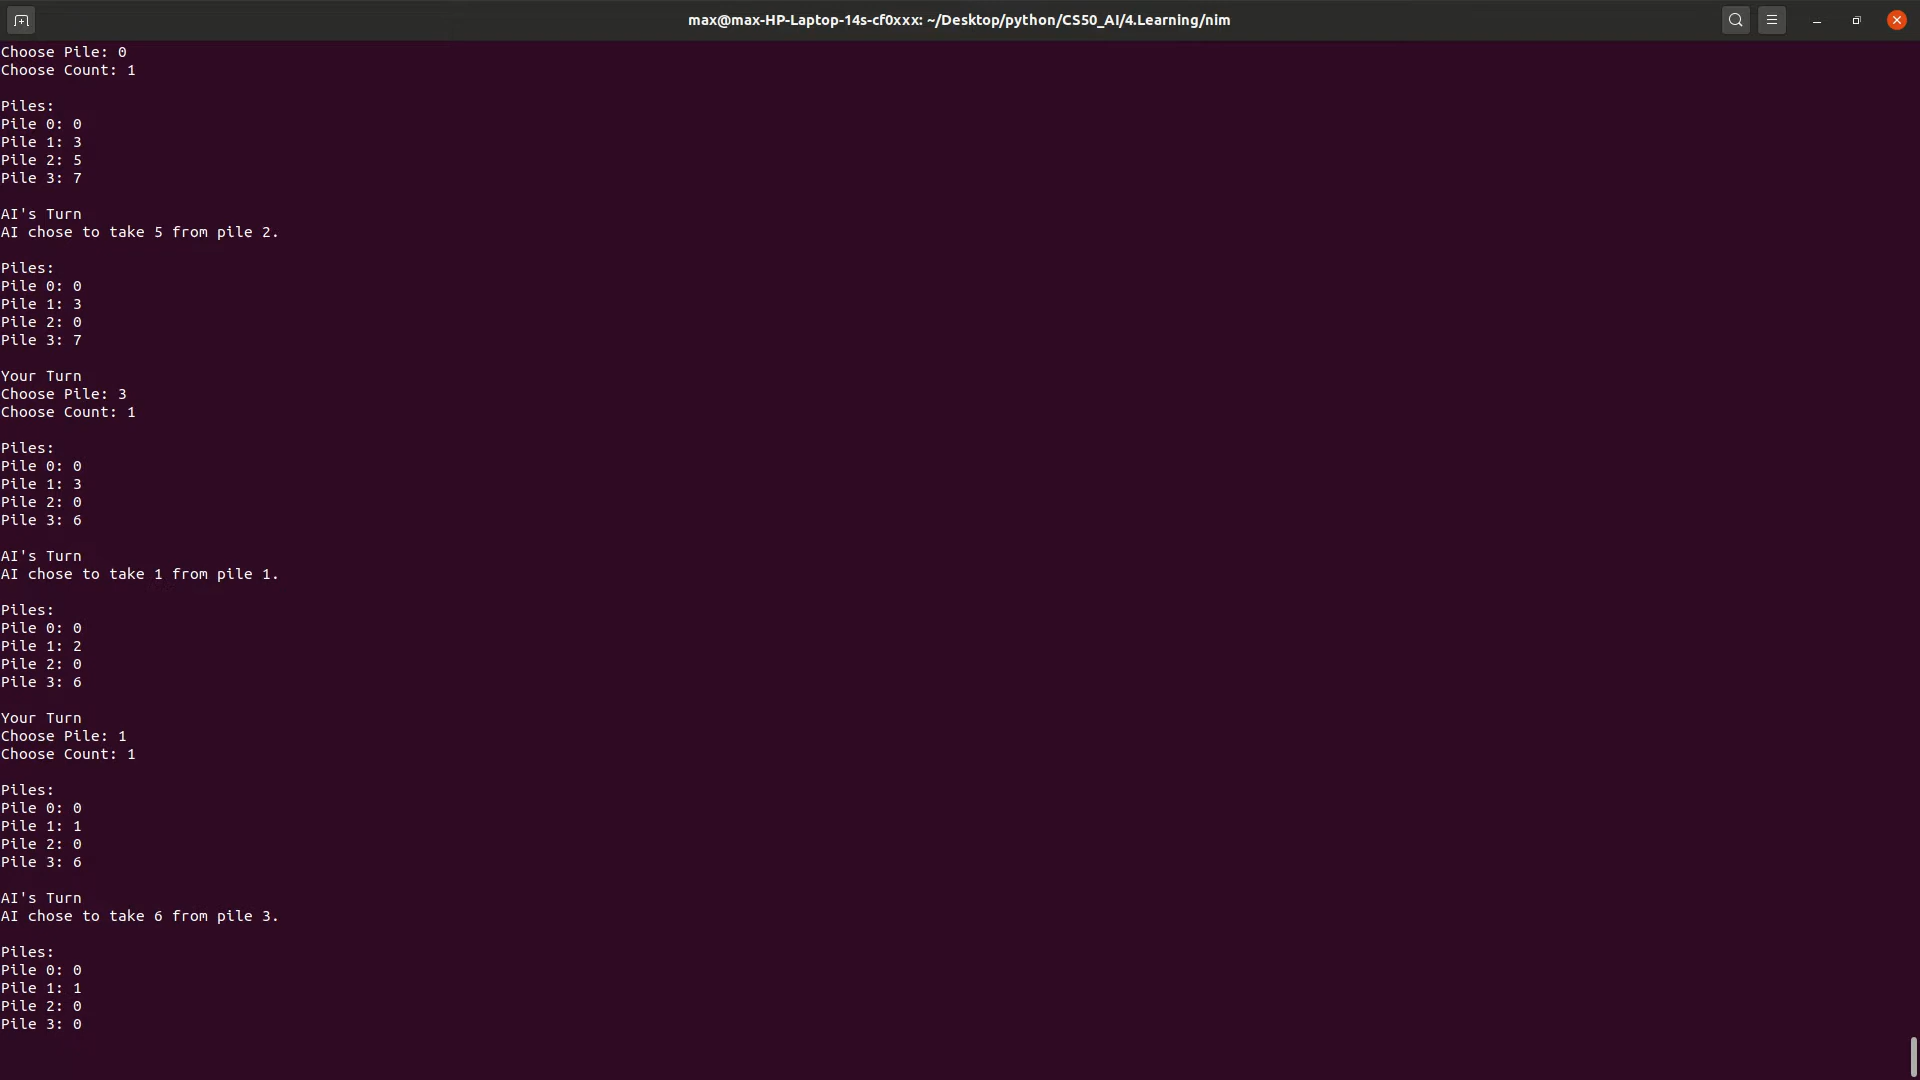 max@max-HP-Laptop-14s-cf0xxx: ~/Desktop/python/CS50_AI/4.Learning/nim
Choose Pile: 0
Choose Count: 1
Piles:
Pile 0: 0
Pile 1: 3
Pile 2: 5
Pile 3: 7
AI's Turn
AI chose to take 5 from pile 2.
Piles:
Pile 0: 0
Pile 1: 3
Pile 2: 0
Pile 3: 7
Your Turn
Choose Pile: 3
Choose Count: 1
Piles:
Pile 0: 0
Pile 1: 3
Pile 2: 0
Pile 3: 6
AI's Turn
AI chose to take 1 from pile 1.
Piles:
Pile 0: 0
Pile 1: 2
Pile 2: 0
Pile 3: 6
Your Turn
Choose Pile: 1
Choose Count: 1
Piles:
Pile 0: 0
Pile 1: 1
Pile 2: 0
Pile 3: 6
AI's Turn
AI chose to take 6 from pile 3.
Piles:
Pile 0: 0
Pile 1: 1
Pile 2: 0
Pile 3: 0